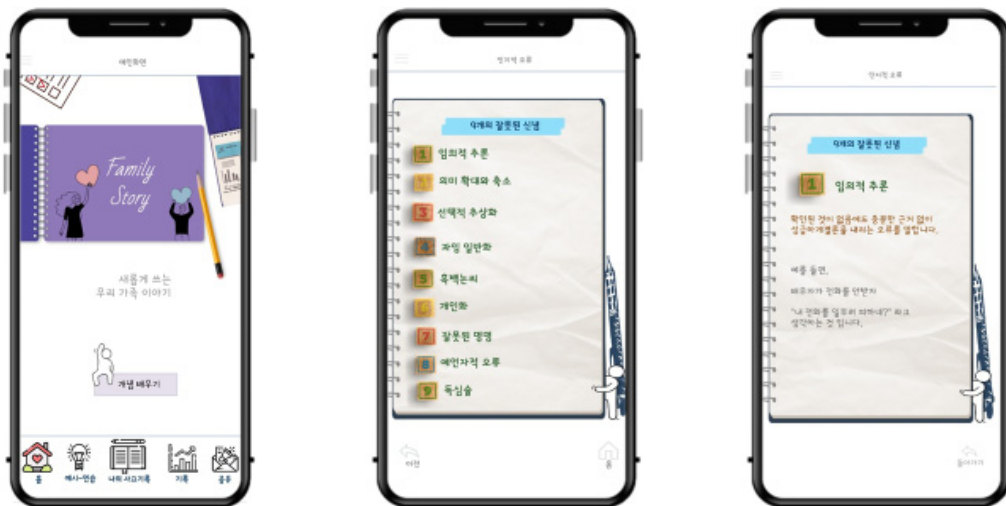 메인화면
Family
Story
새롭게 쓰는
우리 가족 이야기
개념 배우기
홈
예시-연습
나의 사고기록
기록
공유
인지적 오류
9개의 잘못된 신념
1 임의적 추론
의미 확대와 축소
3 선택적 추상화
4 과잉 일반화
5 흑백논리
6 개인화
7 잘못된 명명
8 예언자적 오류
9 독심술
이전
홈
인지적 오류
9개의 잘못된 신념
1 임의적 추론
확인된 것이 없음에도 충분한 근거 없이
성급하게결론을 내리는 오류를 말합니다.
예를 들면,
배우자가 전화를 안받자
"내 전화를 일부러 피하네?" 라고
생각하는 것 입니다.
돌아가기